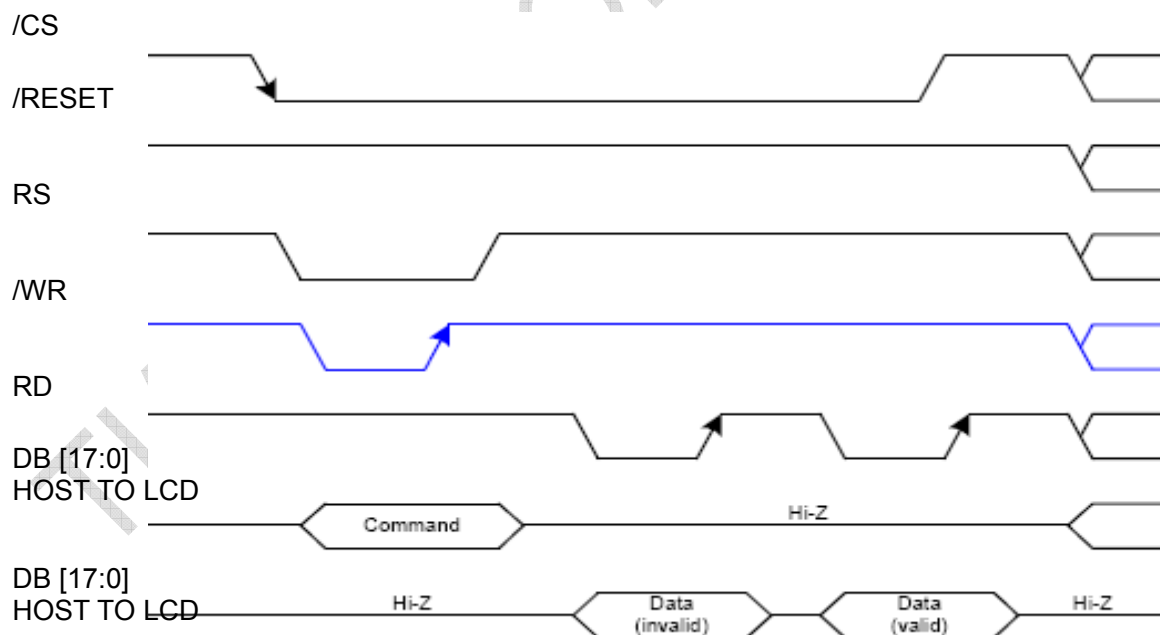 /CS
/RESET
RS
/WR
RD
DB [17:0]
HOST TO LCD
Command
Hi-Z
DB [17:0]
HOST TO LCD
Hi-Z
Data
(invalid)
Data
(valid)
Hi-Z